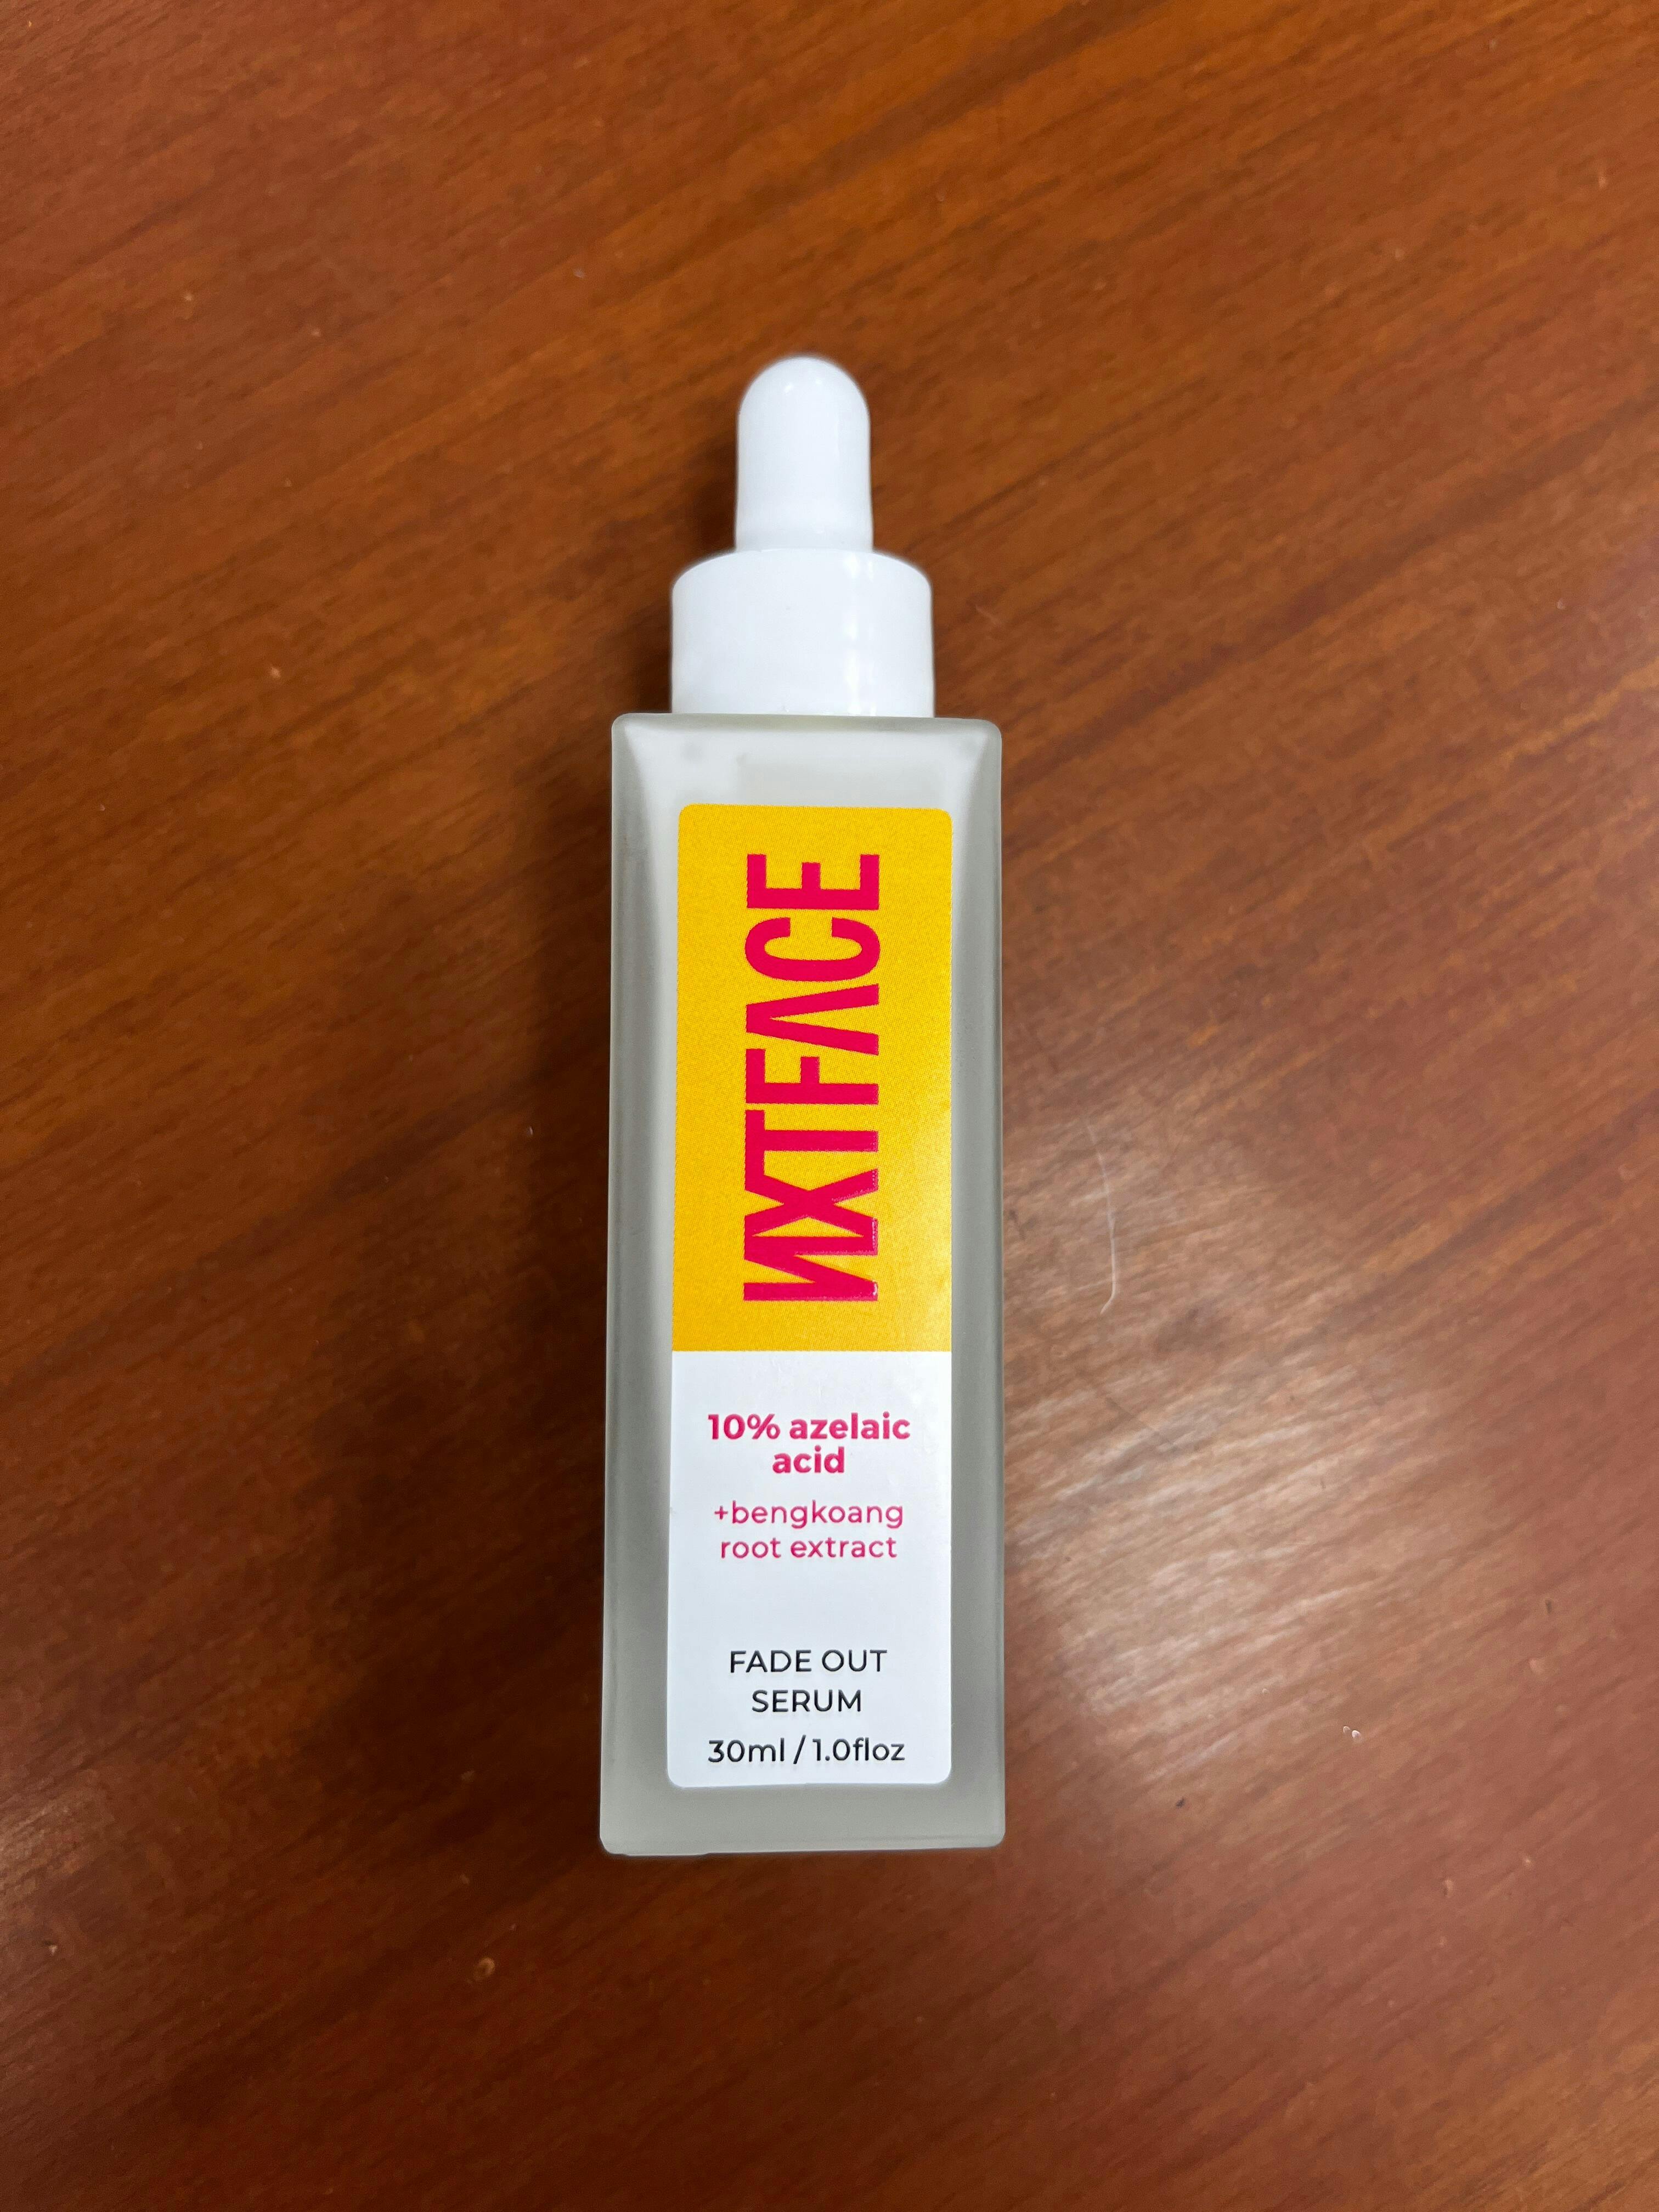 NXTFACE
10% azelaic
acid
+bengkoang
root extract
FADE OUT
SERUM
30ml / 1.0floz